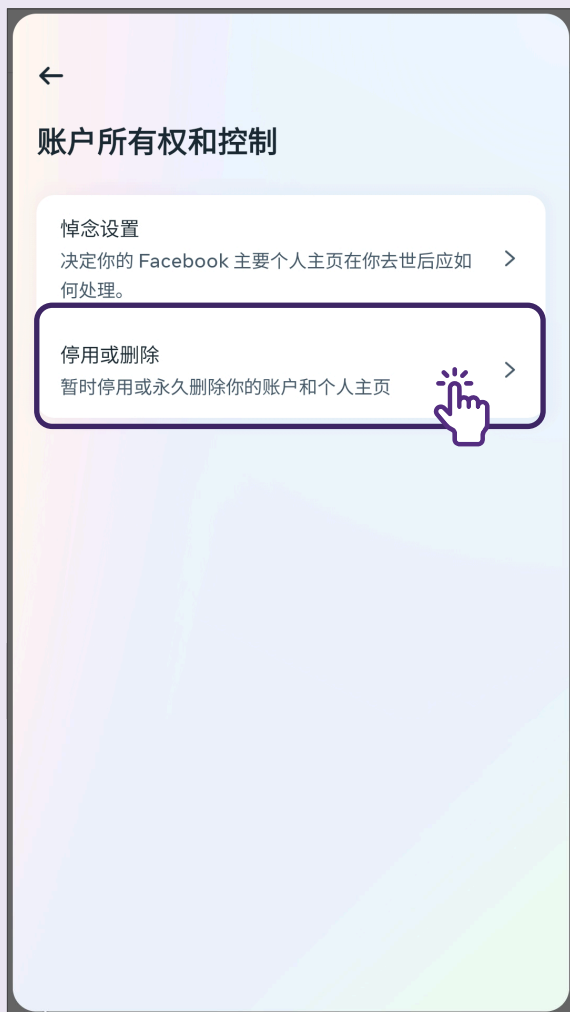 账户所有权和控制
悼念设置
决定你的 Facebook 主要个人主页在你去世后应如
何处理。
停用或删除
暂时停用或永久删除你的账户和个人主页